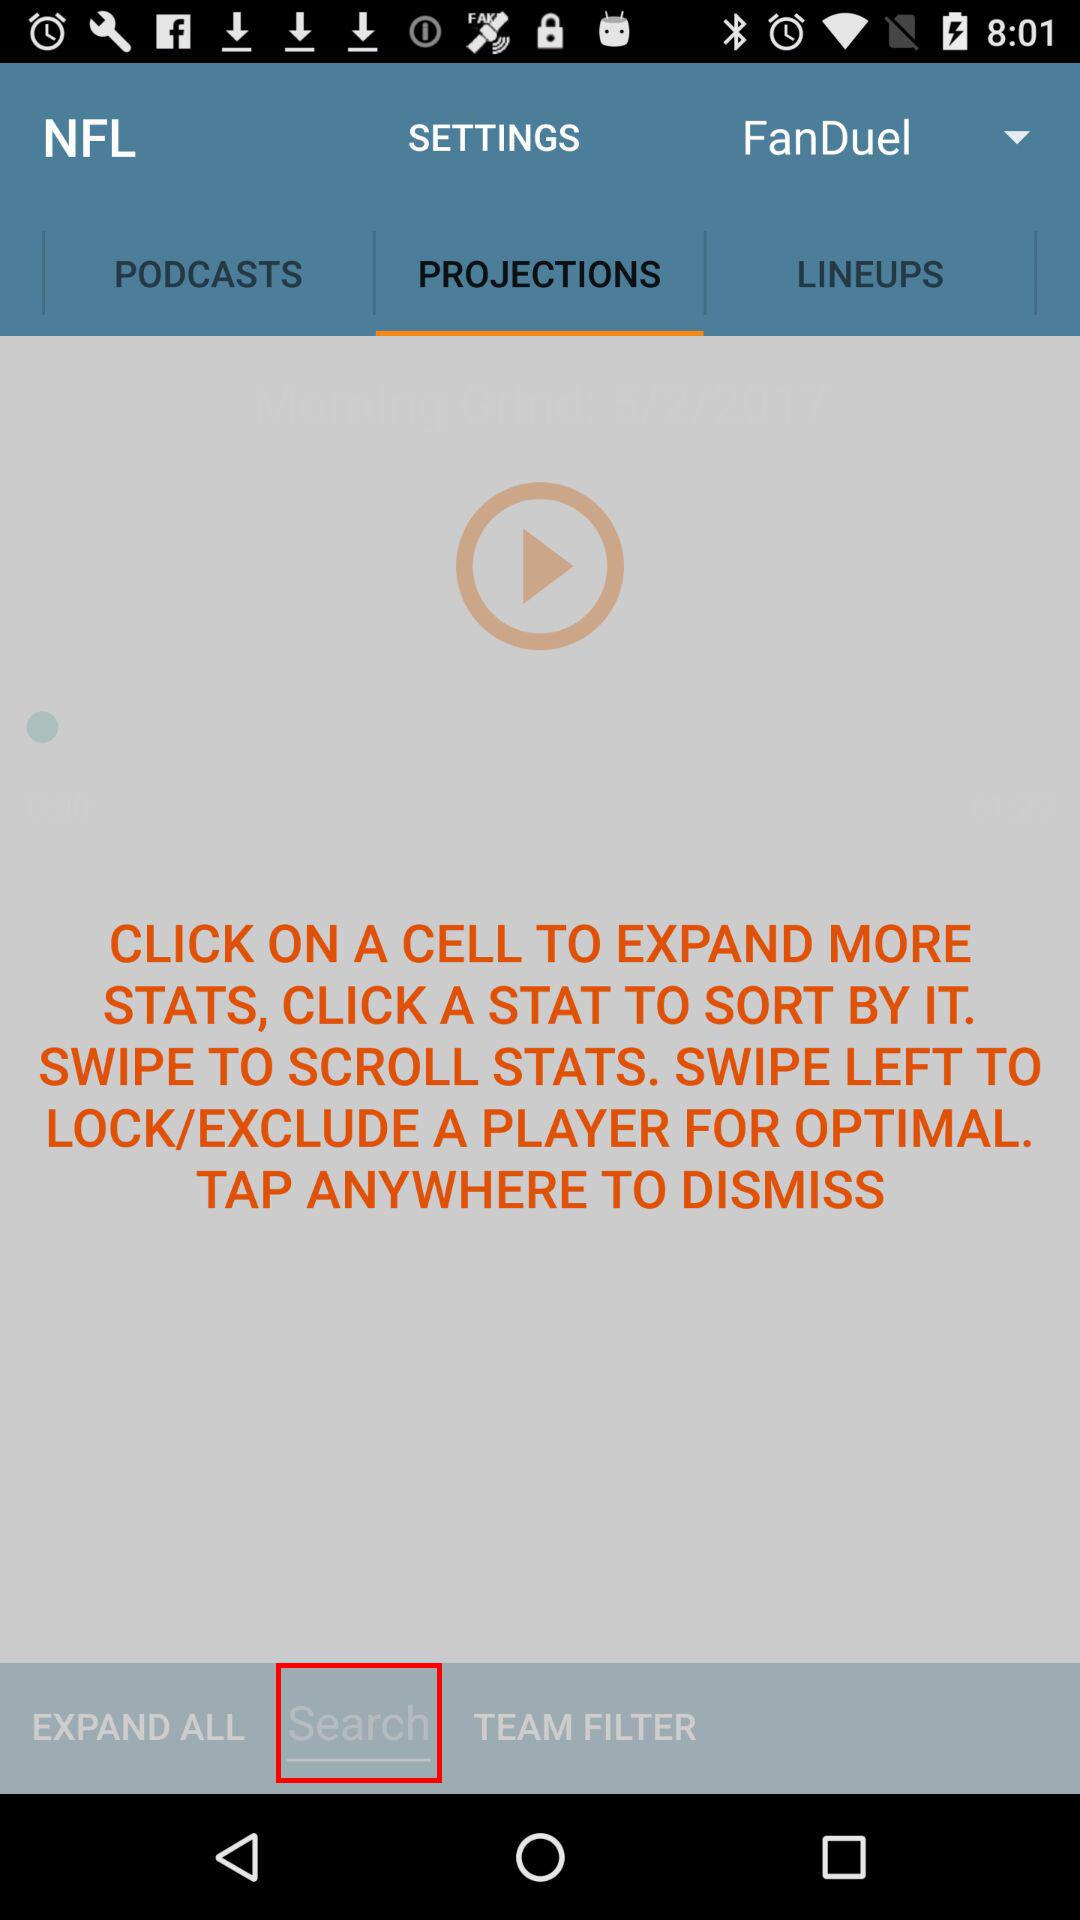 FAKE
8:01
NFL
SETTINGS
FanDuel
PODCASTS
PROJECTIONS
LINEUPS
Morning Grind: 5/2/2017
CLICK ON A CELL TO EXPAND MORE
STATS, CLICK A STAT TO SORT BY IT.
SWIPE TO SCROLL STATS. SWIPE LEFT TO
LOCK/EXCLUDE A PLAYER FOR OPTIMAL.
TAP ANYWHERE TO DISMISS
EXPAND ALL
Search
TEAM FILTER